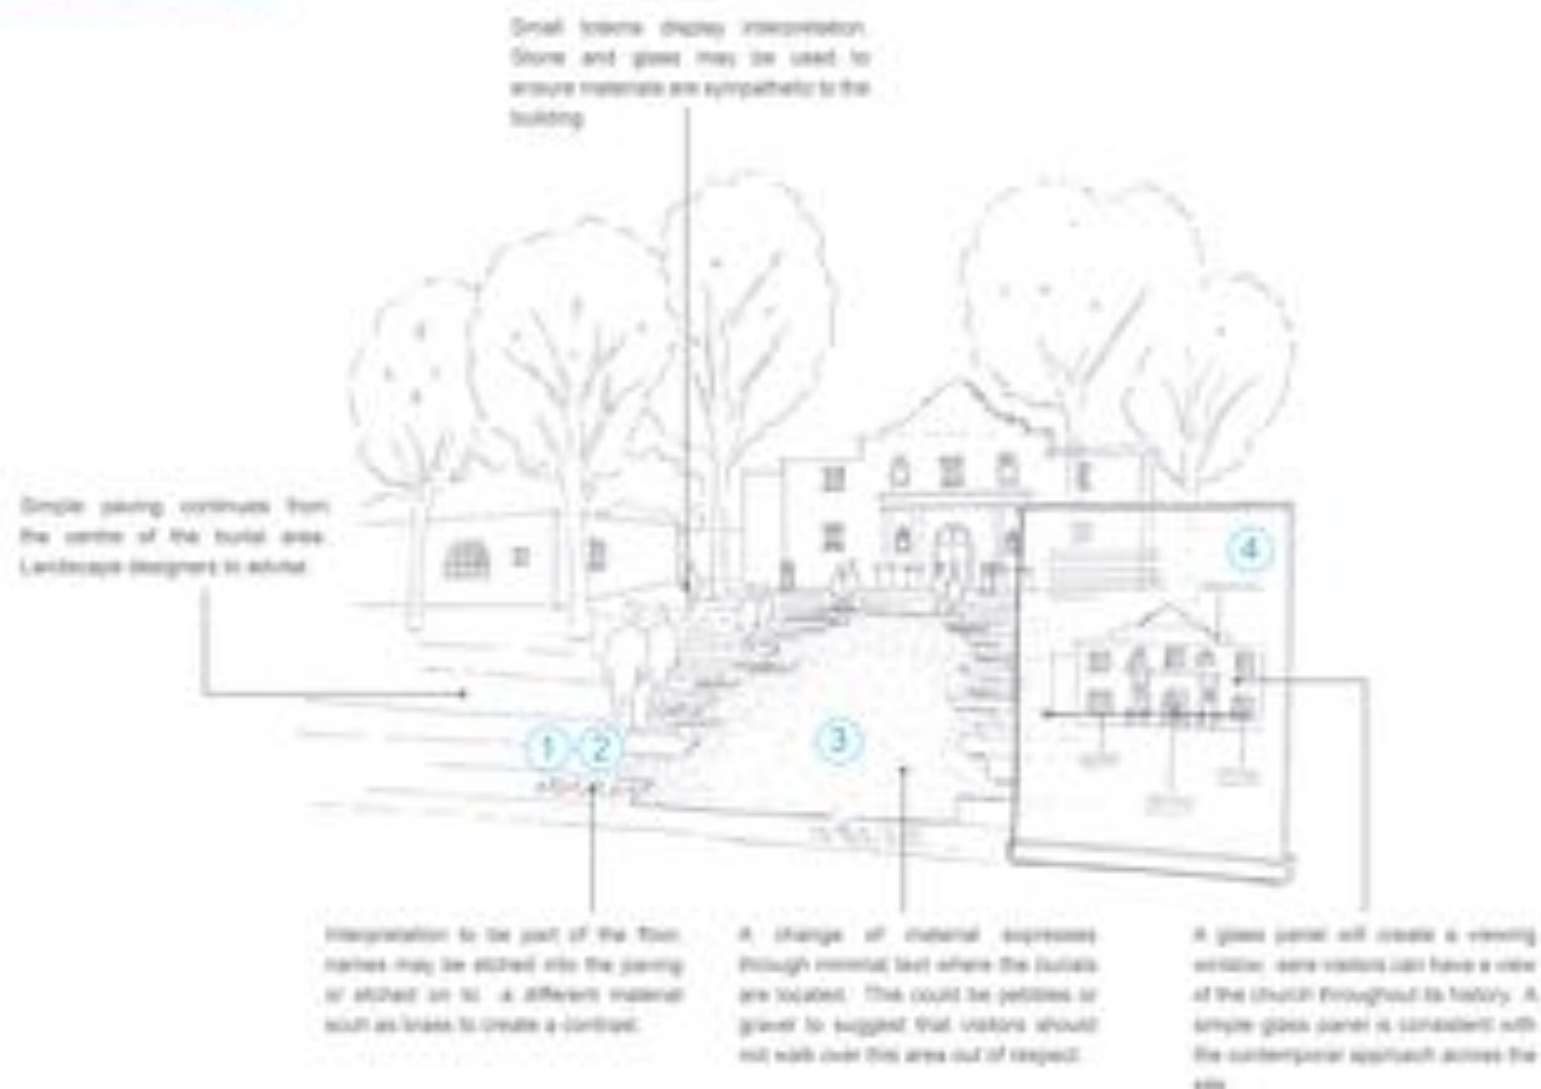 Small totems display interpretation.
Stone and glass may be used to
ensure materials are sympathetic to the
building
Simple paving continues from
the centre of the burial area.
Landscape designers to advise.
4
1 2
3
Interpretation to be part of the floor,
names may be etched into the paving
or etched on to a different material
such as brass to create a contrast.
A change of material expresses
through minimal text where the burials
are located. This could be pebbles or
gravel to suggest that visitors should
not walk over this area out of respect.
A glass panel will create a viewing
window, visitors can have a view
of the church throughout its history. A
simple glass panel is consistent with
the contemporar approach across the
site